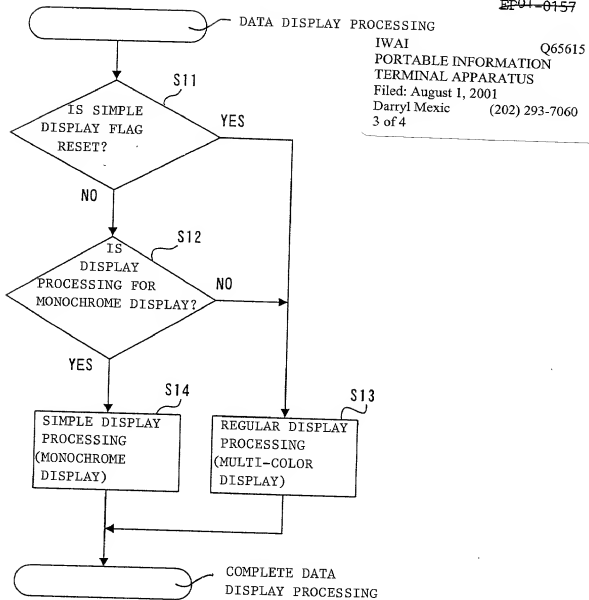 EP01-0157
DATA DISPLAY PROCESSING
IWAI Q65615
PORTABLE INFORMATION
TERMINAL APPARATUS
Filed: August 1, 2001
Darryl Mexic (202) 293-7060
3 of 4
S11
IS SIMPLE
DISPLAY FLAG
RESET?
YES
NO
S12
IS
DISPLAY
PROCESSING FOR
MONOCHROME DISPLAY?
NO
YES
S14
SIMPLE DISPLAY
PROCESSING
(MONOCHROME
DISPLAY)
S13
REGULAR DISPLAY
PROCESSING
(MULTI-COLOR
DISPLAY)
COMPLETE DATA
DISPLAY PROCESSING